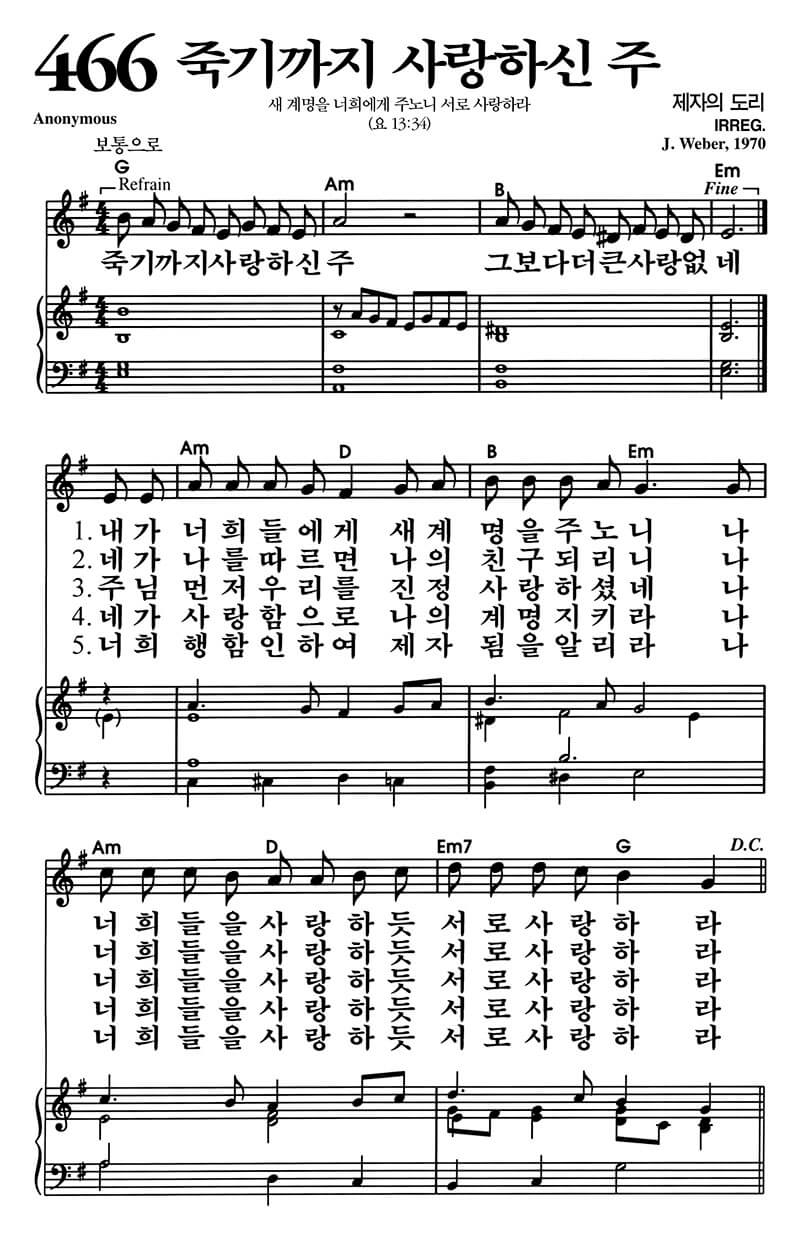 466 죽기까지 사랑하신 주
새 계명을 너희에게 주노니 서로 사랑하라
(요 13:34)
제자의 도리
Anonymous
IRREG.
J. Weber, 1970
보통으로
G Am B Em
Refrain Fine
죽기까지사랑하신 주 그보다더큰사랑없 네
Am D B Em
1. 내가 너희들에게 새계 명을주노니 나
2. 네가 나를따르면 나의 친구되리니 나
3. 주님 먼저우리를 진정 사랑하셨네 나
4. 네가 사랑함으로 나의 계명지키라 나
5. 너희 행함인하여 제자 됨을알리라 나
Am D Em7 G D.C.
너희들을사랑하듯 서로사랑하 라
너희들을사랑하듯 서로사랑하 라
너희들을사랑하듯 서로사랑하 라
너희들을사랑하듯 서로사랑하 라
너희들을사랑하듯 서로사랑하 라